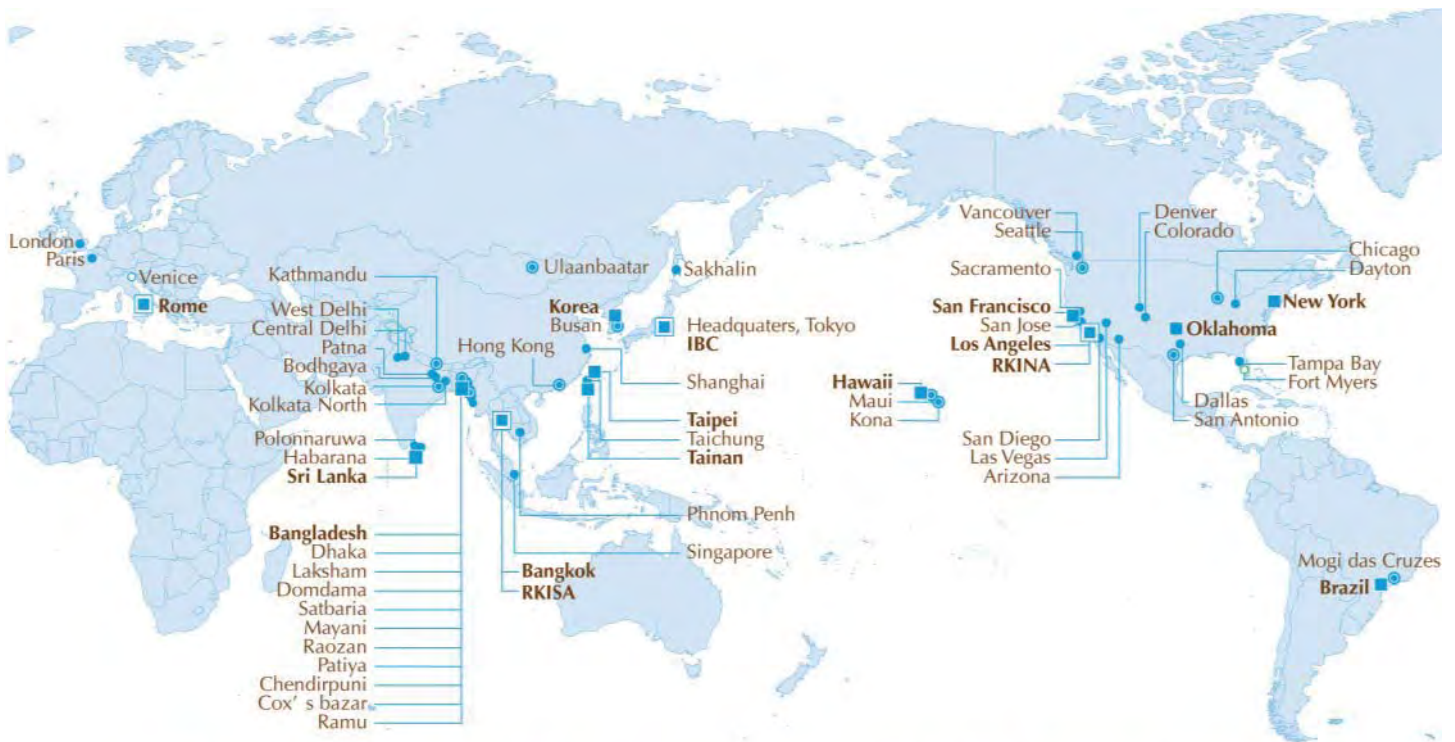 London
Paris
Venice
Rome
Kathmandu
West Delhi
Central Delhi
Patna
Bodhgaya
Kolkata
Kolkata North
Polonnaruwa
Habarana
Sri Lanka
Bangladesh
Dhaka
Laksham
Domdama
Satbaria
Mayani
Raozan
Patiya
Chendirpuni
Cox' s bazar
Ramu
Ulaanbaatar
Sakhalin
Korea
Busan
Headquaters, Tokyo
IBC
Hong Kong
Shanghai
Taipei
Taichung
Tainan
Phnom Penh
Singapore
Bangkok
RKISA
Vancouver
Seattle
Sacramento
San Francisco
San Jose
Los Angeles
RKINA
Hawaii
Maui
Kona
San Diego
Las Vegas
Arizona
Denver
Colorado
Chicago
Dayton
New York
Oklahoma
Tampa Bay
Fort Myers
Dallas
San Antonio
Mogi das Cruzes
Brazil